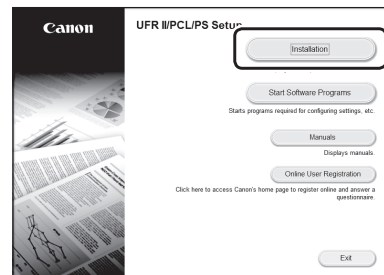 Canon
UFR II/PCL/PS Setup
Installation
Start Software Programs
Starts programs required for configuring settings, etc.
Manuals
Displays manuals.
Online User Registration
Click here to access Canon's home page to register online and answer a
questionnaire.
Exit